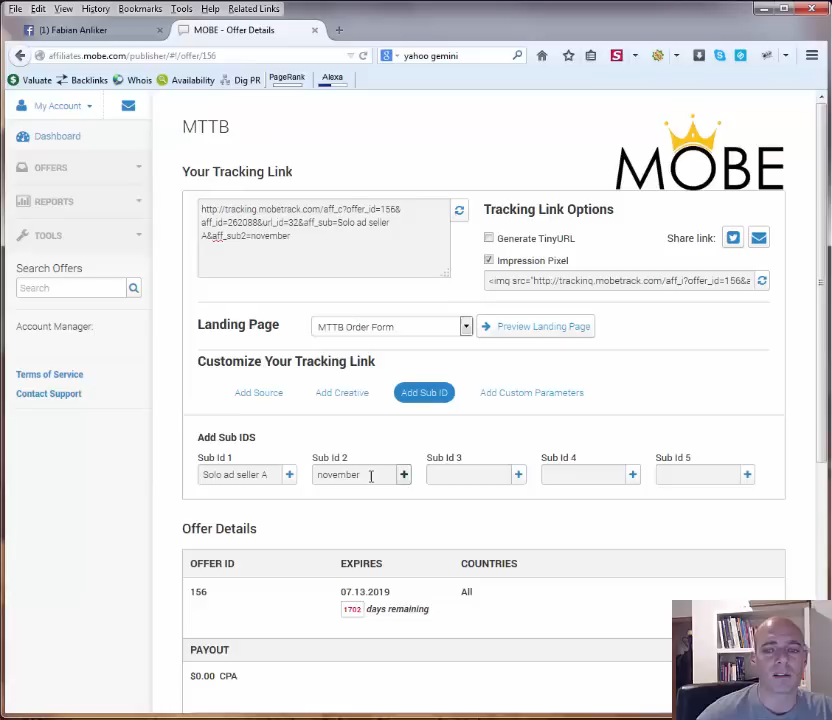 File Edit View History Bookmarks Tools Help Related Links
(1) Fabian Anliker
MOBE - Offer Details
affiliates.mobe.com/publisher/#!/offer/156
yahoo gemini
Valuate Backlinks Whois Availability Dig PR PageRank Alexa
My Account
Dashboard
OFFERS
REPORTS
TOOLS
Search Offers
Search
Account Manager:
Terms of Service
Contact Support
MTTB
MOBE
Your Tracking Link
http://tracking.mobetrack.com/aff_c?offer_id=156&
aff_id=262088&url_id=32&aff_sub=Solo ad seller
A&aff_sub2=november
Tracking Link Options
Generate TinyURL
Share link:
Impression Pixel
<img src="http://tracking.mobetrack.com/aff_i?offer_id=156&a
Landing Page
MTTB Order Form
Preview Landing Page
Customize Your Tracking Link
Add Source Add Creative Add Sub ID Add Custom Parameters
Add Sub IDS
Sub Id 1 Sub Id 2 Sub Id 3 Sub Id 4 Sub Id 5
Solo ad seller A november
Offer Details
OFFER ID EXPIRES COUNTRIES
156 07.13.2019 All
1702 days remaining
PAYOUT
$0.00 CPA